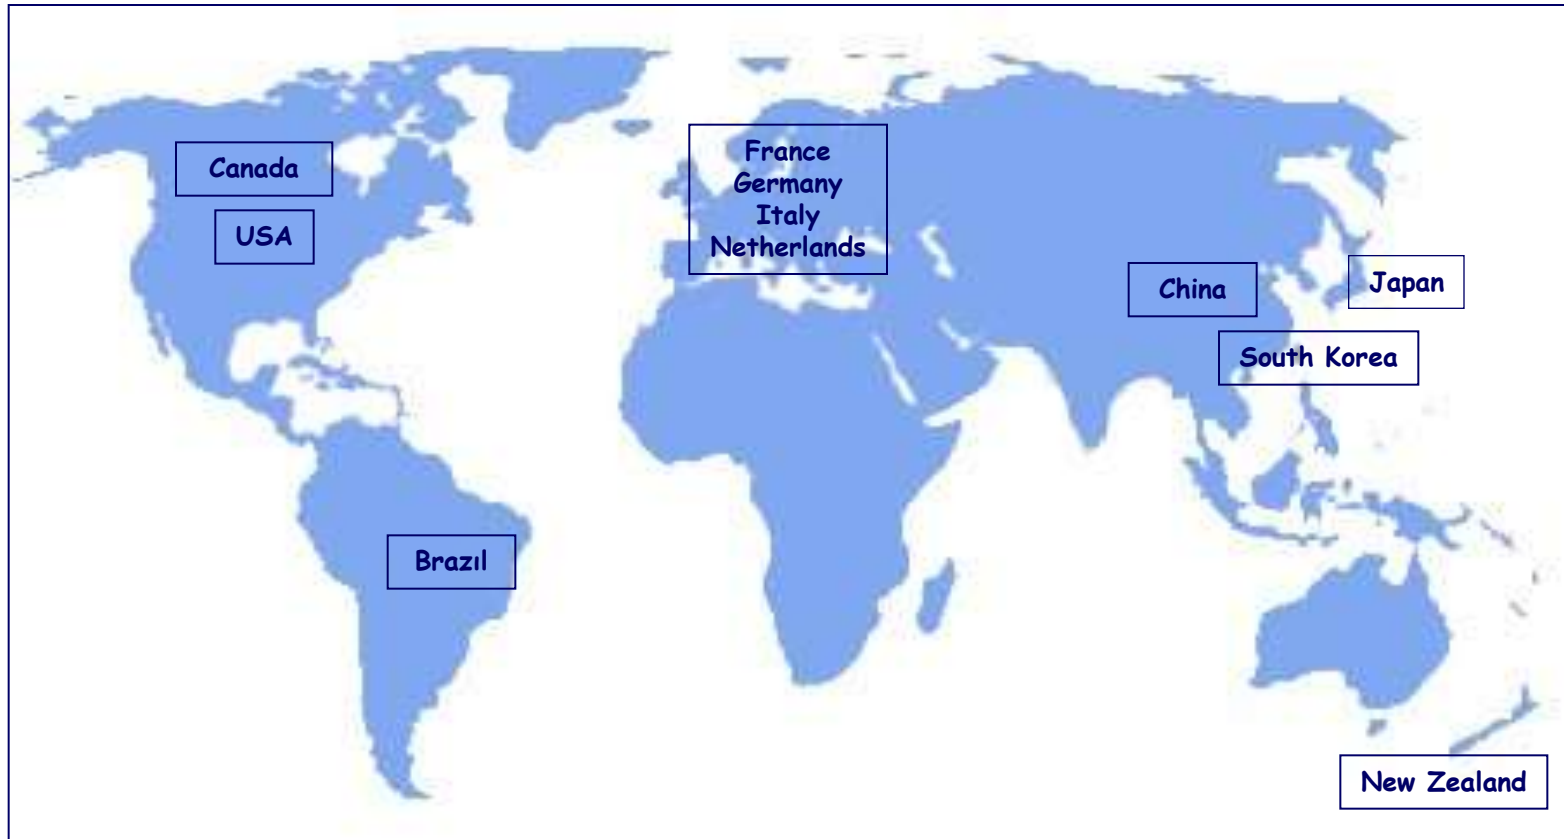 Canada
USA
France
Germany
Italy
Netherlands
China
Japan
South Korea
Brazıl
New Zealand